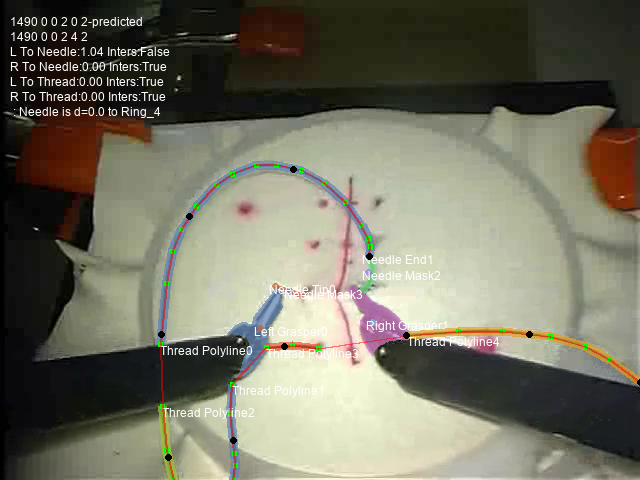 1490 0 0 2 0 2-predicted
1490 0 0 2 4 2
L To Needle:1.04 Inters:False
R To Needle:0.00 Inters:True
L To Thread:0.00 Inters:True
R To Thread:0.00 Inters:True
: Needle is d=0.0 to Ring_4
Needle End1
Needle Mask2
Needle Tip0
Needle Mask3
Right Grasper1
Left Grasper0
Thread Polyline4
Thread Polyline0
Thread Polyline3
Thread Polyline1
Thread Polyline2